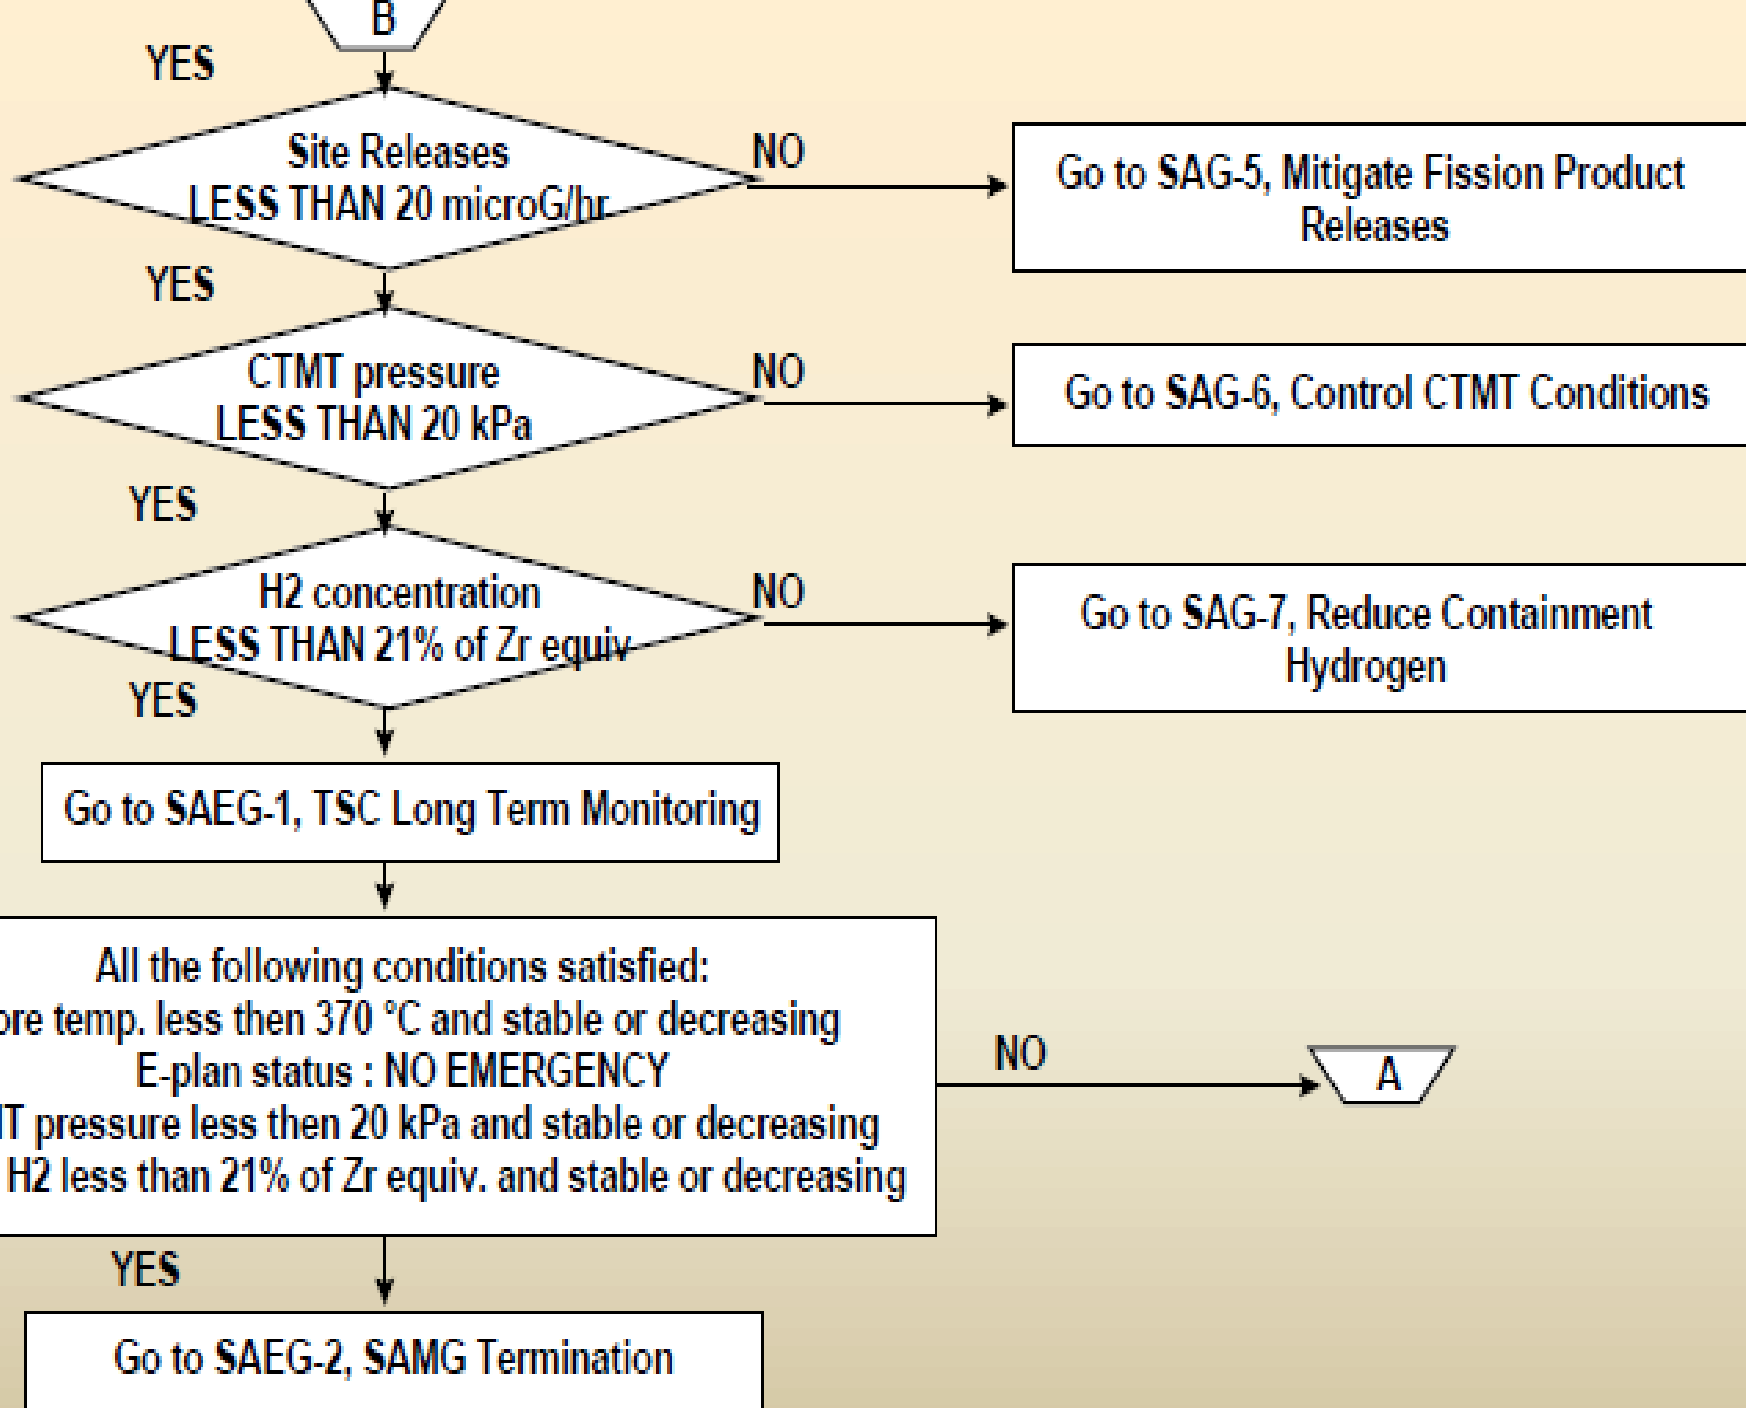 B
YES
Site Releases
LESS THAN 20 microG/hr
NO
Go to SAG-5, Mitigate Fission Product
Releases
YES
CTMT pressure
LESS THAN 20 kPa
NO
Go to SAG-6, Control CTMT Conditions
YES
H2 concentration
LESS THAN 21% of Zr equiv
NO
Go to SAG-7, Reduce Containment
Hydrogen
YES
Go to SAEG-1, TSC Long Term Monitoring
All the following conditions satisfied:
ore temp. less then 370 °C and stable or decreasing
E-plan status : NO EMERGENCY
T pressure less then 20 kPa and stable or decreasing
H2 less than 21% of Zr equiv. and stable or decreasing
NO
A
YES
Go to SAEG-2, SAMG Termination